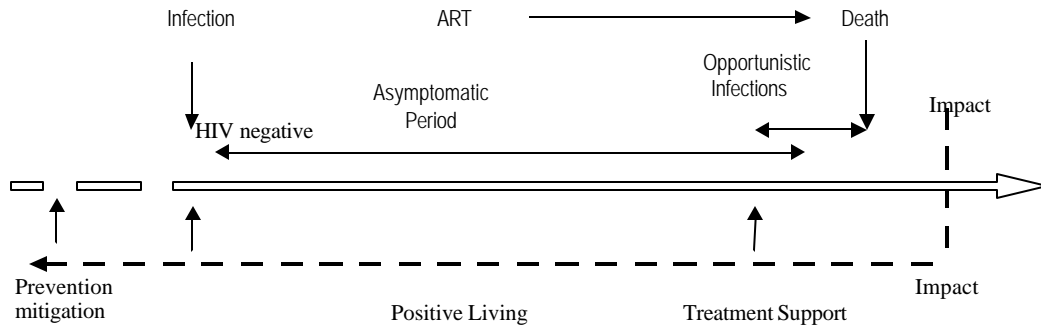 Infection ART Death
Opportunistic
Infections
Asymptomatic
Period
Impact
HIV negative
Prevention
mitigation
Positive Living
Treatment Support
Impact